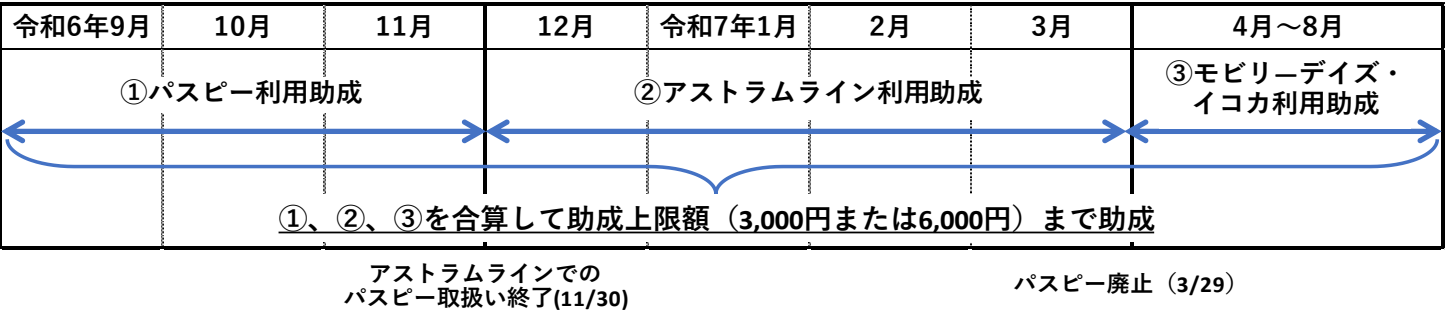 令和6年9月 10月 11月 12月 令和7年1月 2月 3月 4月～8月
①パスピー利用助成
②アストラムライン利用助成
③モビリーデイズ・
イコカ利用助成
①、②、③を合算して助成上限額（3,000円または6,000円）まで助成
アストラムラインでの
パスピー取扱い終了(11/30)
パスピー廃止（3/29）